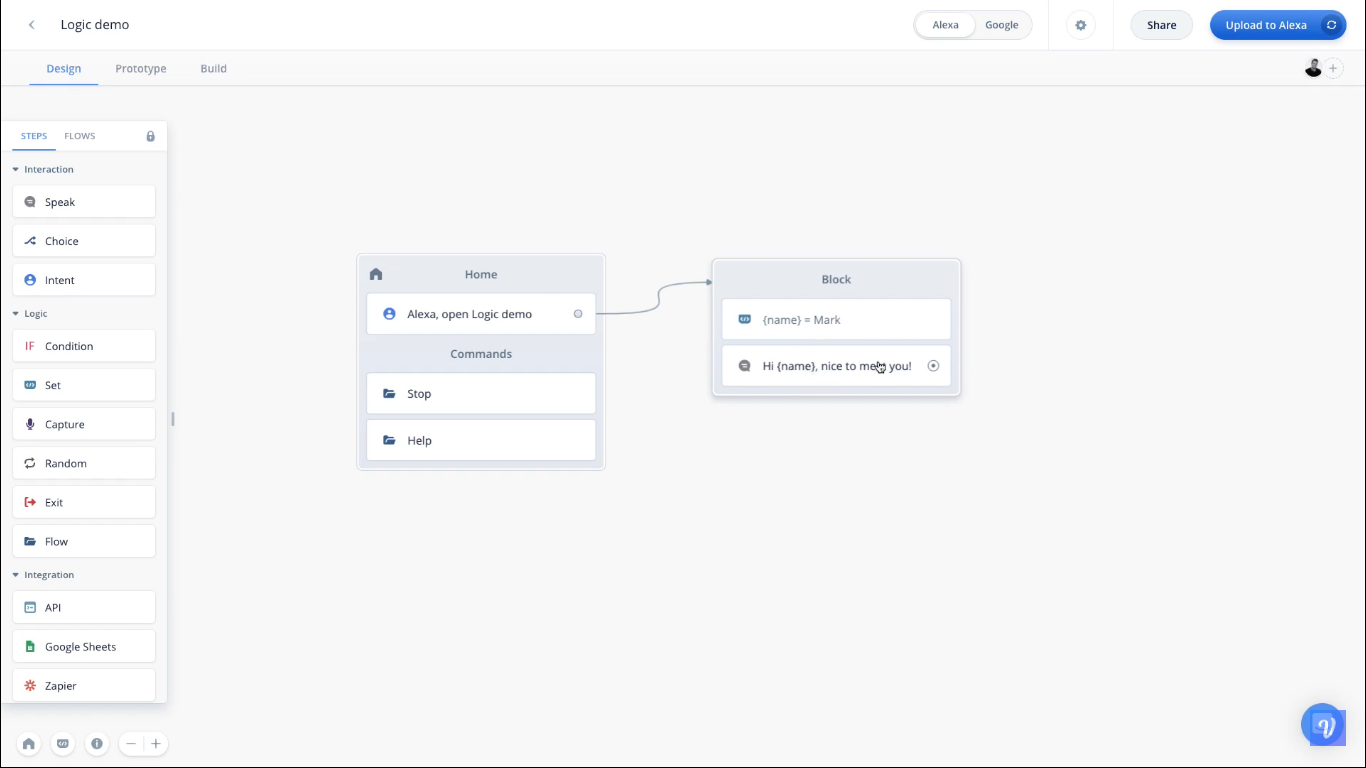 Logic demo
Alexa
Google
Share
Upload to Alexa
Design
Prototype
Build
STEPS
FLOWS
Interaction
Speak
Choice
Intent
Logic
IF Condition
Set
Capture
Random
Exit
Flow
Integration
API
Google Sheets
Zapier
Home
Alexa, open Logic demo
Commands
Stop
Help
Block
{name} = Mark
Hi {name}, nice to meet you!